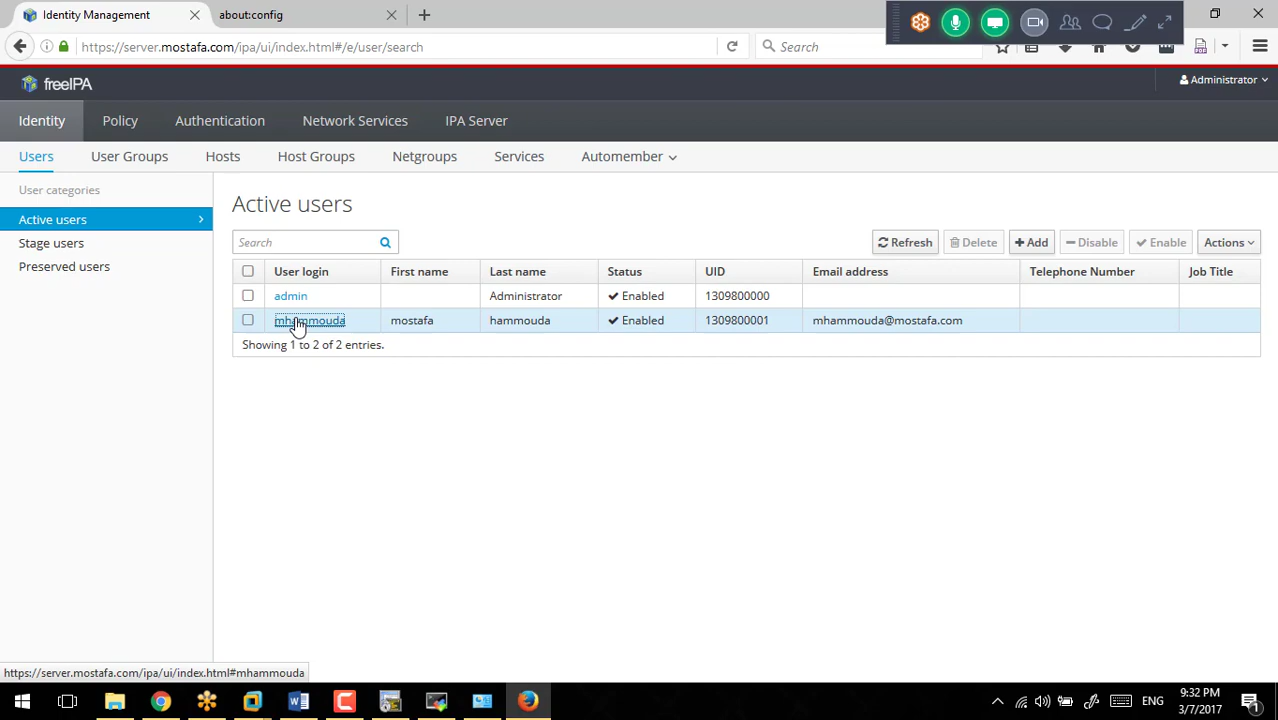 Identity Management
about:config
https://server.mostafa.com/ipa/ui/index.html#/e/user/search
Search
freeIPA
Administrator
Identity
Policy
Authentication
Network Services
IPA Server
Users
User Groups
Hosts
Host Groups
Netgroups
Services
Automember
User categories
Active users
Stage users
Preserved users
Active users
Search
Refresh
Delete
Add
Disable
Enable
Actions
User login First name Last name Status UID Email address Telephone Number Job Title
admin Administrator Enabled 1309800000
mhammouda mostafa hammouda Enabled 1309800001 mhammouda@mostafa.com
Showing 1 to 2 of 2 entries.
https://server.mostafa.com/ipa/ui/index.html#mhammouda
ENG
9:32 PM
3/7/2017